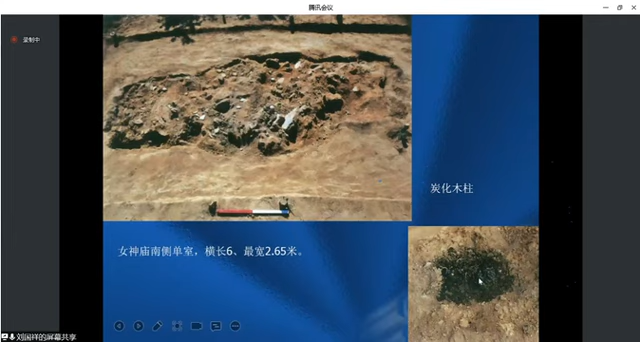 腾讯会议
录制中
炭化木柱
女神庙南侧单室，横长6、最宽2.65米。
刘国祥的屏幕共享